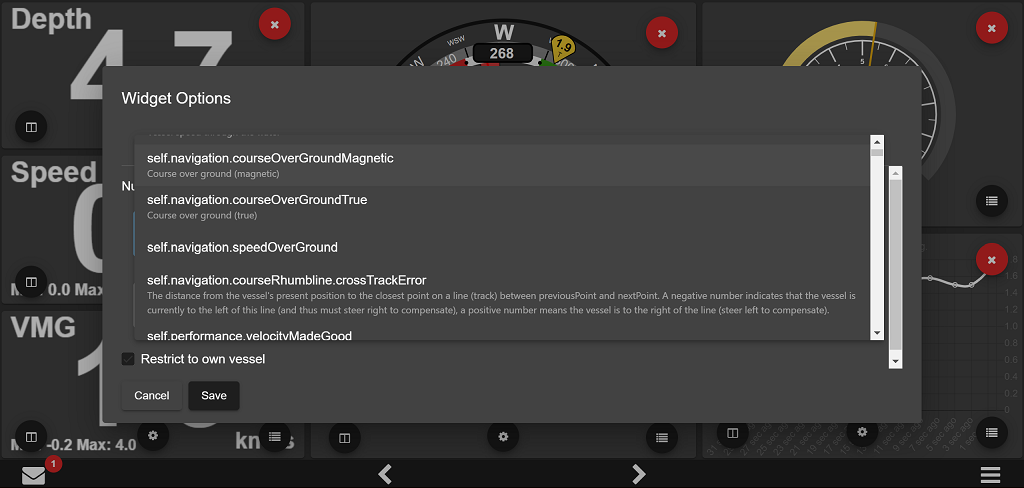 Depth
4.7
W
WSW
268
240
1.9
T
5
Widget Options
self.navigation.courseOverGroundMagnetic
Course over ground (magnetic)
Speed
self.navigation.courseOverGroundTrue
Course over ground (true)
self.navigation.speedOverGround
self.navigation.courseRhumbline.crossTrackError
The distance from the vessel's present position to the closest point on a line (track) between previousPoint and nextPoint. A negative number indicates that the vessel is
currently to the left of this line (and thus must steer right to compensate), a positive number means the vessel is to the right of the line (steer left to compensate).
0.0 Max
VMG
self.performance.velocityMadeGood
Restrict to own vessel
Cancel
Save
1.8
1.4
1.2
1.0
0.8
0.6
0.4
0.2
0
-0.2 Max: 4.0
1